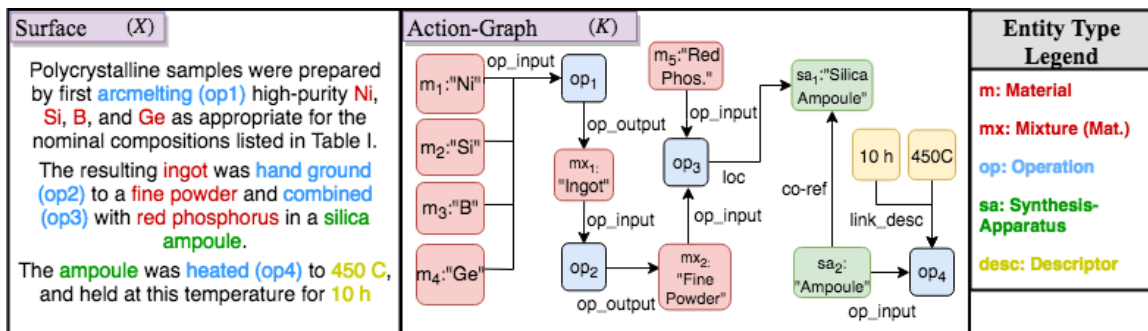 Surface (X)
Polycrystalline samples were prepared
by first arcmelting (op1) high-purity Ni,
Si, B, and Ge as appropriate for the
nominal compositions listed in Table I.
The resulting ingot was hand ground
(op2) to a fine powder and combined
(op3) with red phosphorus in a silica
ampoule.
The ampoule was heated (op4) to 450 C,
and held at this temperature for 10 h
Action-Graph (K)
m1:"Ni"
m2:"Si"
m3:"B"
m4:"Ge"
op_input
op1
op_output
mx1:
"Ingot"
op_input
op2
op_output
m5:"Red
Phos."
op_input
op3
loc
op_input
mx2:
"Fine
Powder"
sa1:"Silica
Ampoule"
co-ref
10 h
450C
link_desc
sa2:
"Ampoule"
op_input
op4
Entity Type
Legend
m: Material
mx: Mixture (Mat.)
op: Operation
sa: Synthesis-
Apparatus
desc: Descriptor